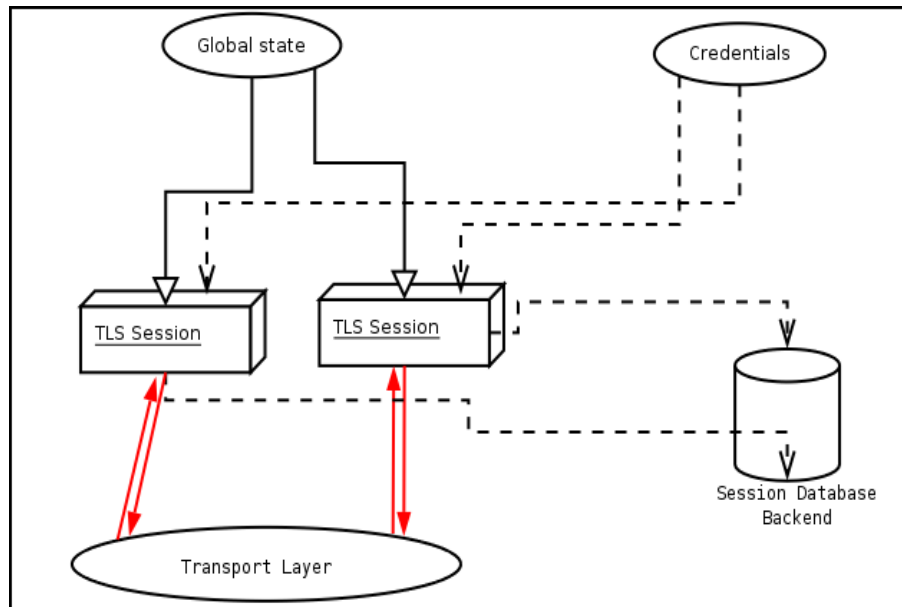 Global state
Credentials
TLS Session
TLS Session
Session Database
Backend
Transport Layer